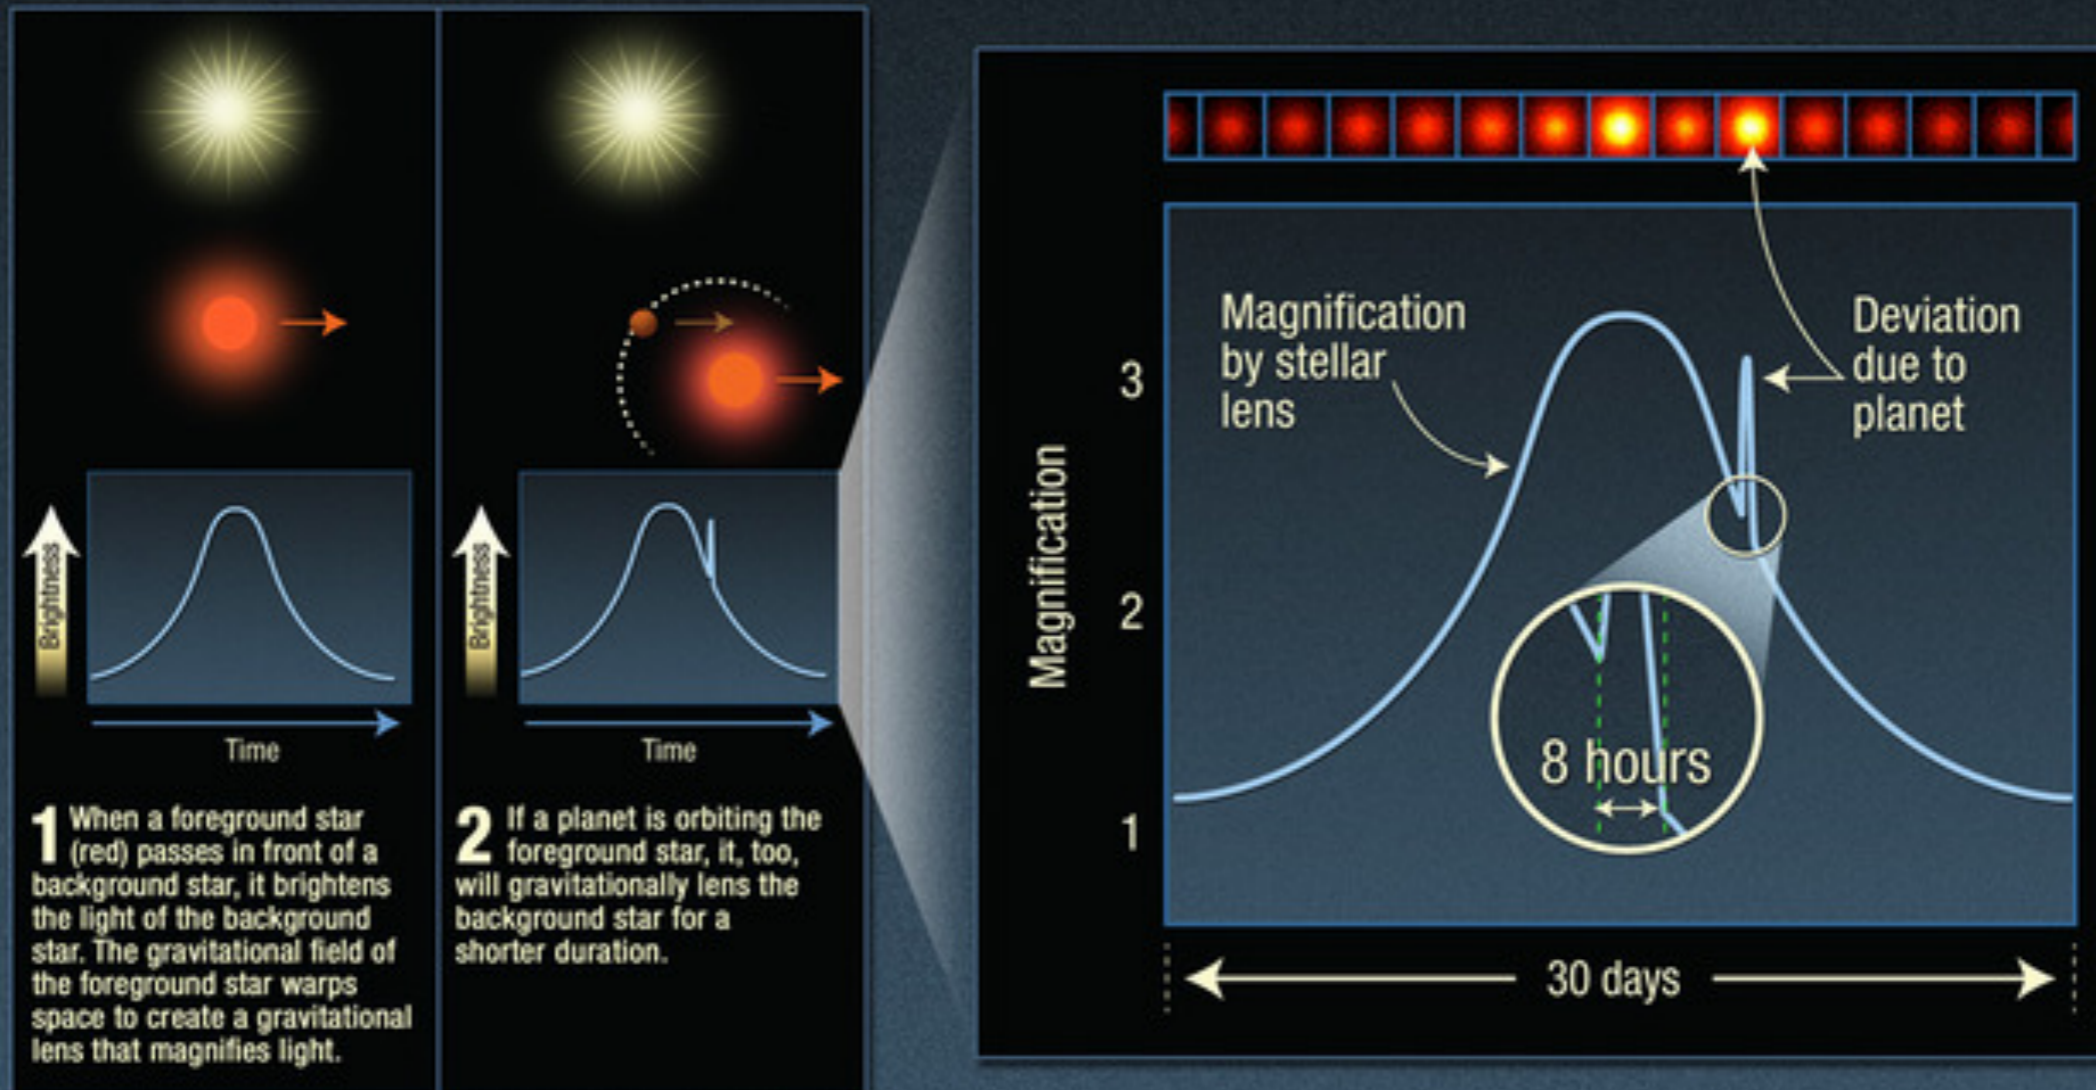 Brightness
Time
1 When a foreground star
(red) passes in front of a
background star, it brightens
the light of the background
star. The gravitational field of
the foreground star warps
space to create a gravitational
lens that magnifies light.
Brightness
Time
2 If a planet is orbiting the
foreground star, it, too,
will gravitationally lens the
background star for a
shorter duration.
Magnification
3
2
1
Magnification
by stellar
lens
Deviation
due to
planet
8 hours
30 days